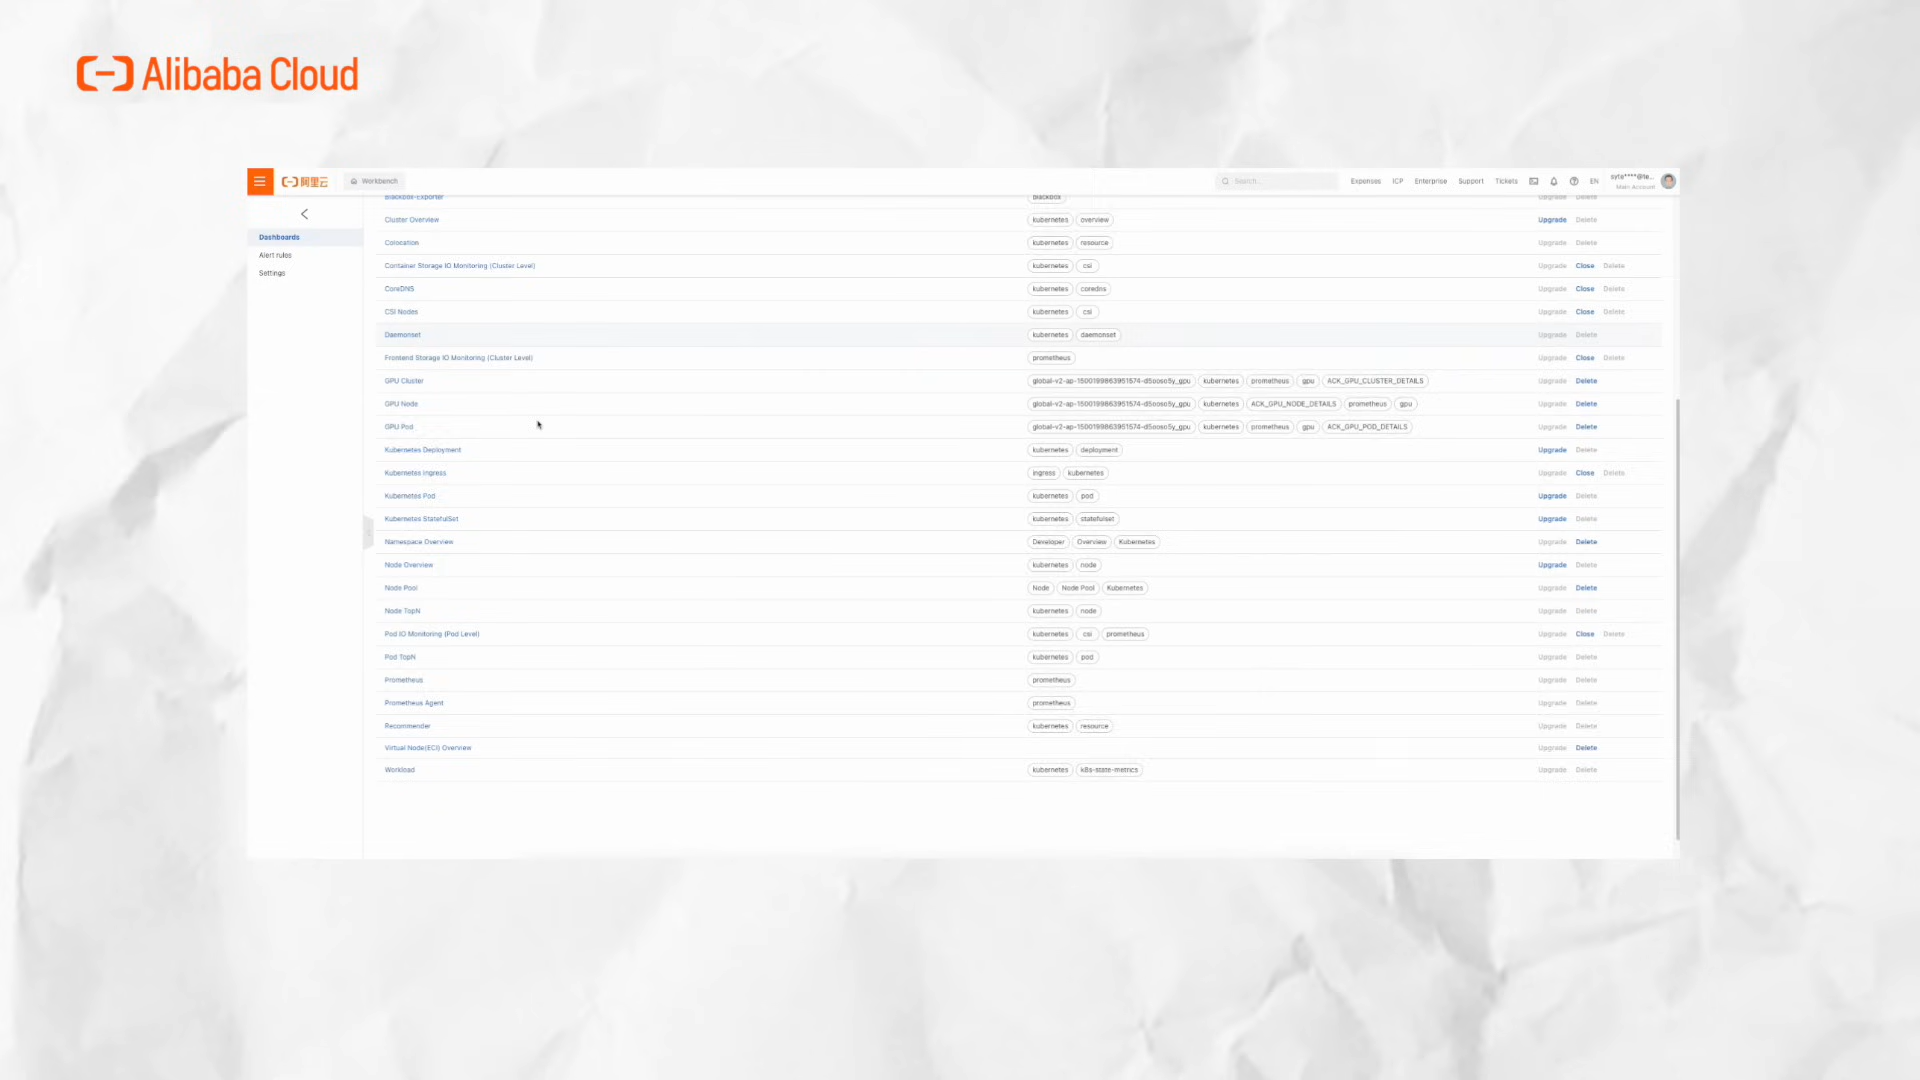 Alibaba Cloud
阿里云 Workbench Search... Expenses ICP Enterprise Support Tickets EN syte****@te...
Main Account
Dashboards
Alert rules
Settings
Blackbox-Exporter blackbox Upgrade Delete
Cluster Overview kubernetes overview Upgrade Delete
Colocation kubernetes resource Upgrade Delete
Container Storage IO Monitoring (Cluster Level) kubernetes csi Upgrade Close Delete
CoreDNS kubernetes coredns Upgrade Close Delete
CSI Nodes kubernetes csi Upgrade Close Delete
Daemonset kubernetes daemonset Upgrade Delete
Frontend Storage IO Monitoring (Cluster Level) prometheus Upgrade Close Delete
GPU Cluster kubernetes prometheus gpu ACK_GPU_CLUSTER_DETAILS Upgrade Delete
GPU Node kubernetes ACK_GPU_NODE_DETAILS prometheus gpu Upgrade Delete
GPU Pod kubernetes prometheus gpu ACK_GPU_POD_DETAILS Upgrade Delete
Kubernetes Deployment kubernetes deployment Upgrade Delete
Kubernetes Ingress ingress kubernetes Upgrade Close Delete
Kubernetes Pod kubernetes pod Upgrade Delete
Kubernetes StatefulSet kubernetes statefulset Upgrade Delete
Namespace Overview Developer Overview Kubernetes Upgrade Delete
Node Overview kubernetes node Upgrade Delete
Node Pool Node Node Pool Kubernetes Upgrade Delete
Node TopN kubernetes node Upgrade Delete
Pod IO Monitoring (Pod Level) kubernetes csi prometheus Upgrade Close Delete
Pod TopN kubernetes pod Upgrade Delete
Prometheus prometheus Upgrade Delete
Prometheus Agent prometheus Upgrade Delete
Recommender kubernetes resource Upgrade Delete
Virtual Node(ECI) Overview Upgrade Delete
Workload kubernetes k8s-state-metrics Upgrade Delete